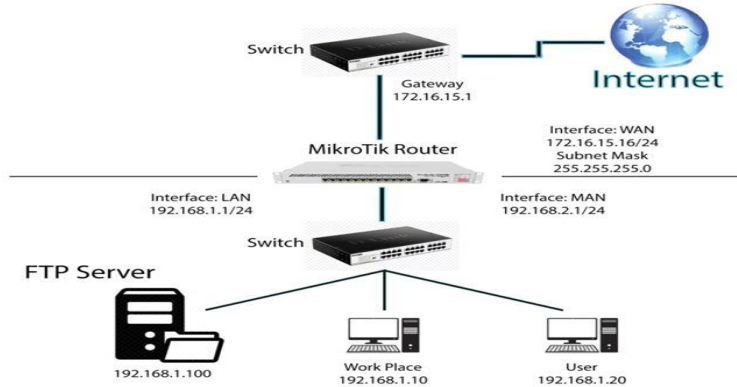 Switch
Internet
Gateway
172.16.15.1
Interface: WAN
172.16.15.16/24
Subnet Mask
255.255.255.0
MikroTik Router
Interface: LAN
192.168.1.1/24
Interface: MAN
192.168.2.1/24
Switch
FTP Server
192.168.1.100
Work Place
192.168.1.10
User
192.168.1.20